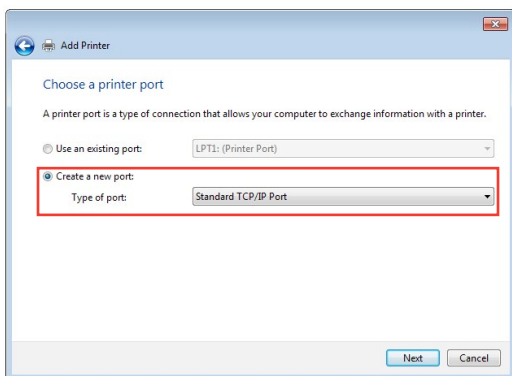 Add Printer
Choose a printer port
A printer port is a type of connection that allows your computer to exchange information with a printer.
Use an existing port: LPT1: (Printer Port)
Create a new port:
Type of port: Standard TCP/IP Port
Next Cancel